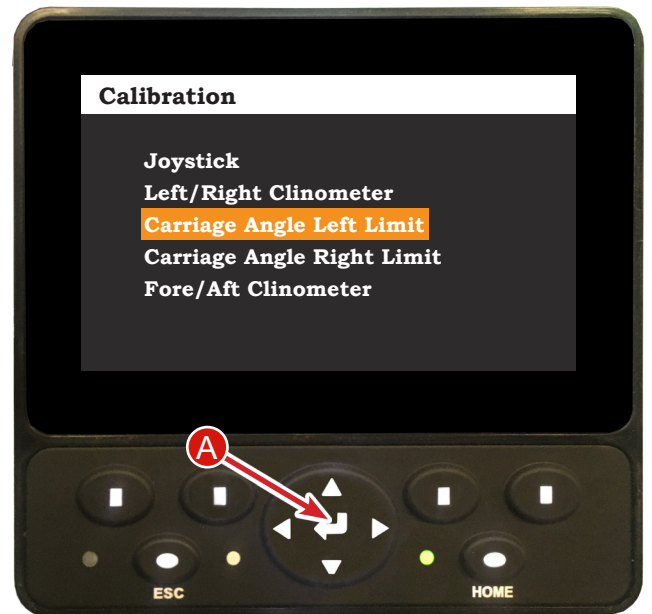 Calibration
Joystick
Left/Right Clinometer
Carriage Angle Left Limit
Carriage Angle Right Limit
Fore/Aft Clinometer
A
ESC
HOME